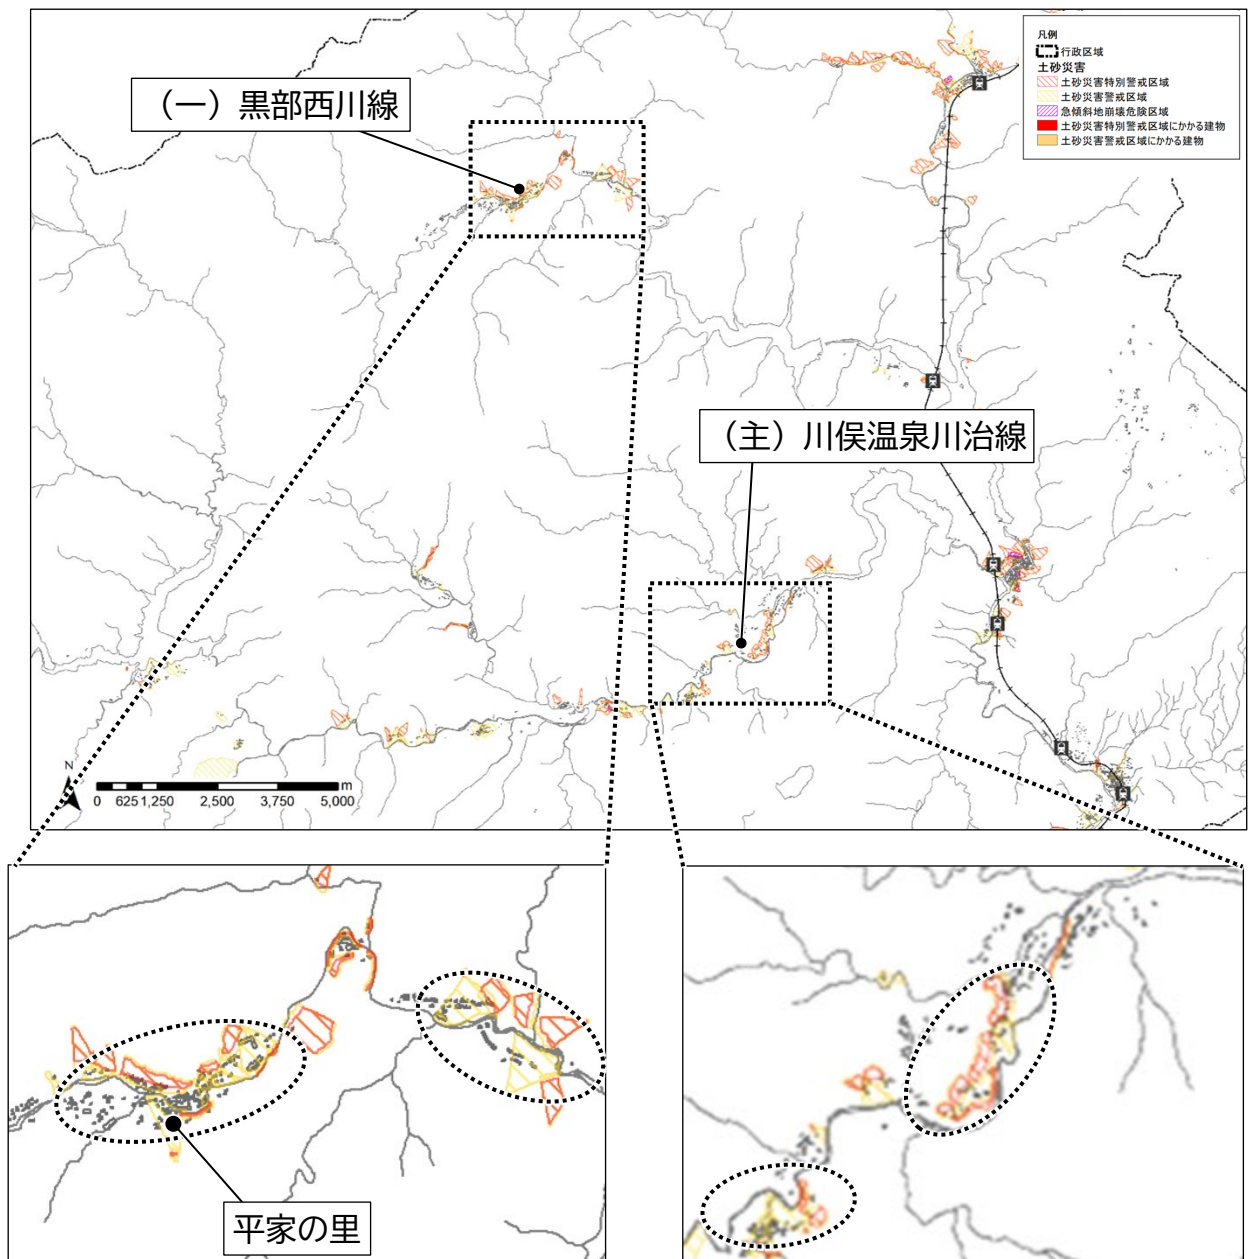 凡例
行政区域
土砂災害
土砂災害特別警戒区域
土砂災害警戒区域
急傾斜地崩壊危険区域
土砂災害特別警戒区域にかかる建物
土砂災害警戒区域にかかる建物
（一）黒部西川線
（主）川俣温泉川治線
N
m
0 625 1,250 2,500 3,750 5,000
平家の里